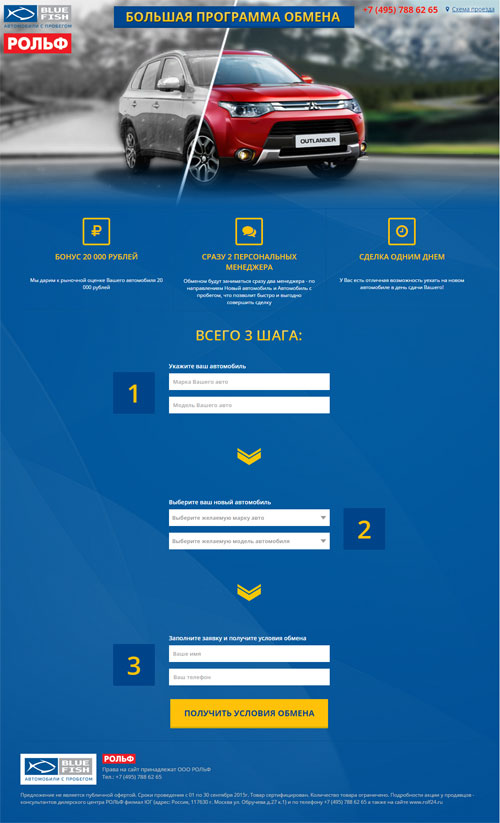 BLUE FISH
АВТОМОБИЛИ С ПРОБЕГОМ
РОЛЬФ
БОЛЬШАЯ ПРОГРАММА ОБМЕНА
+7 (495) 788 62 65
Схема проезда
OUTLANDER
БОНУС 20 000 РУБЛЕЙ
Мы дарим к рыночной оценке Вашего автомобиля 20
000 рублей
СРАЗУ 2 ПЕРСОНАЛЬНЫХ
МЕНЕДЖЕРА
Обменом будут заниматься сразу два менеджера - по
направлениям Новый автомобиль и Автомобиль с
пробегом, что позволит быстро и выгодно
совершить сделку
СДЕЛКА ОДНИМ ДНЕМ
У Вас есть отличная возможность уехать на новом
автомобиле в день сдачи Вашего!
ВСЕГО 3 ШАГА:
1
Укажите ваш автомобиль
Марка Вашего авто
Модель Вашего авто
Выберите ваш новый автомобиль
Выберите желаемую марку авто
Выберите желаемую модель автомобиля
2
3
Заполните заявку и получите условия обмена
Ваше имя
Ваш телефон
ПОЛУЧИТЬ УСЛОВИЯ ОБМЕНА
BLUE FISH
АВТОМОБИЛИ С ПРОБЕГОМ
РОЛЬФ
Права на сайт принадлежат ООО РОЛЬФ
Тел.: +7 (495) 788 62 65
Предложение не является публичной офертой. Сроки проведения с 01 по 30 сентября 2015г. Товар сертифицирован. Количество товара ограничено. Подробности акции у продавцов -
консультантов дилерского центра РОЛЬФ филиал ЮГ (адрес: Россия, 117630 г. Москва ул. Обручева д.27 к.1) и по телефону +7 (495) 788 62 65 а также на сайте www.rolf24.ru